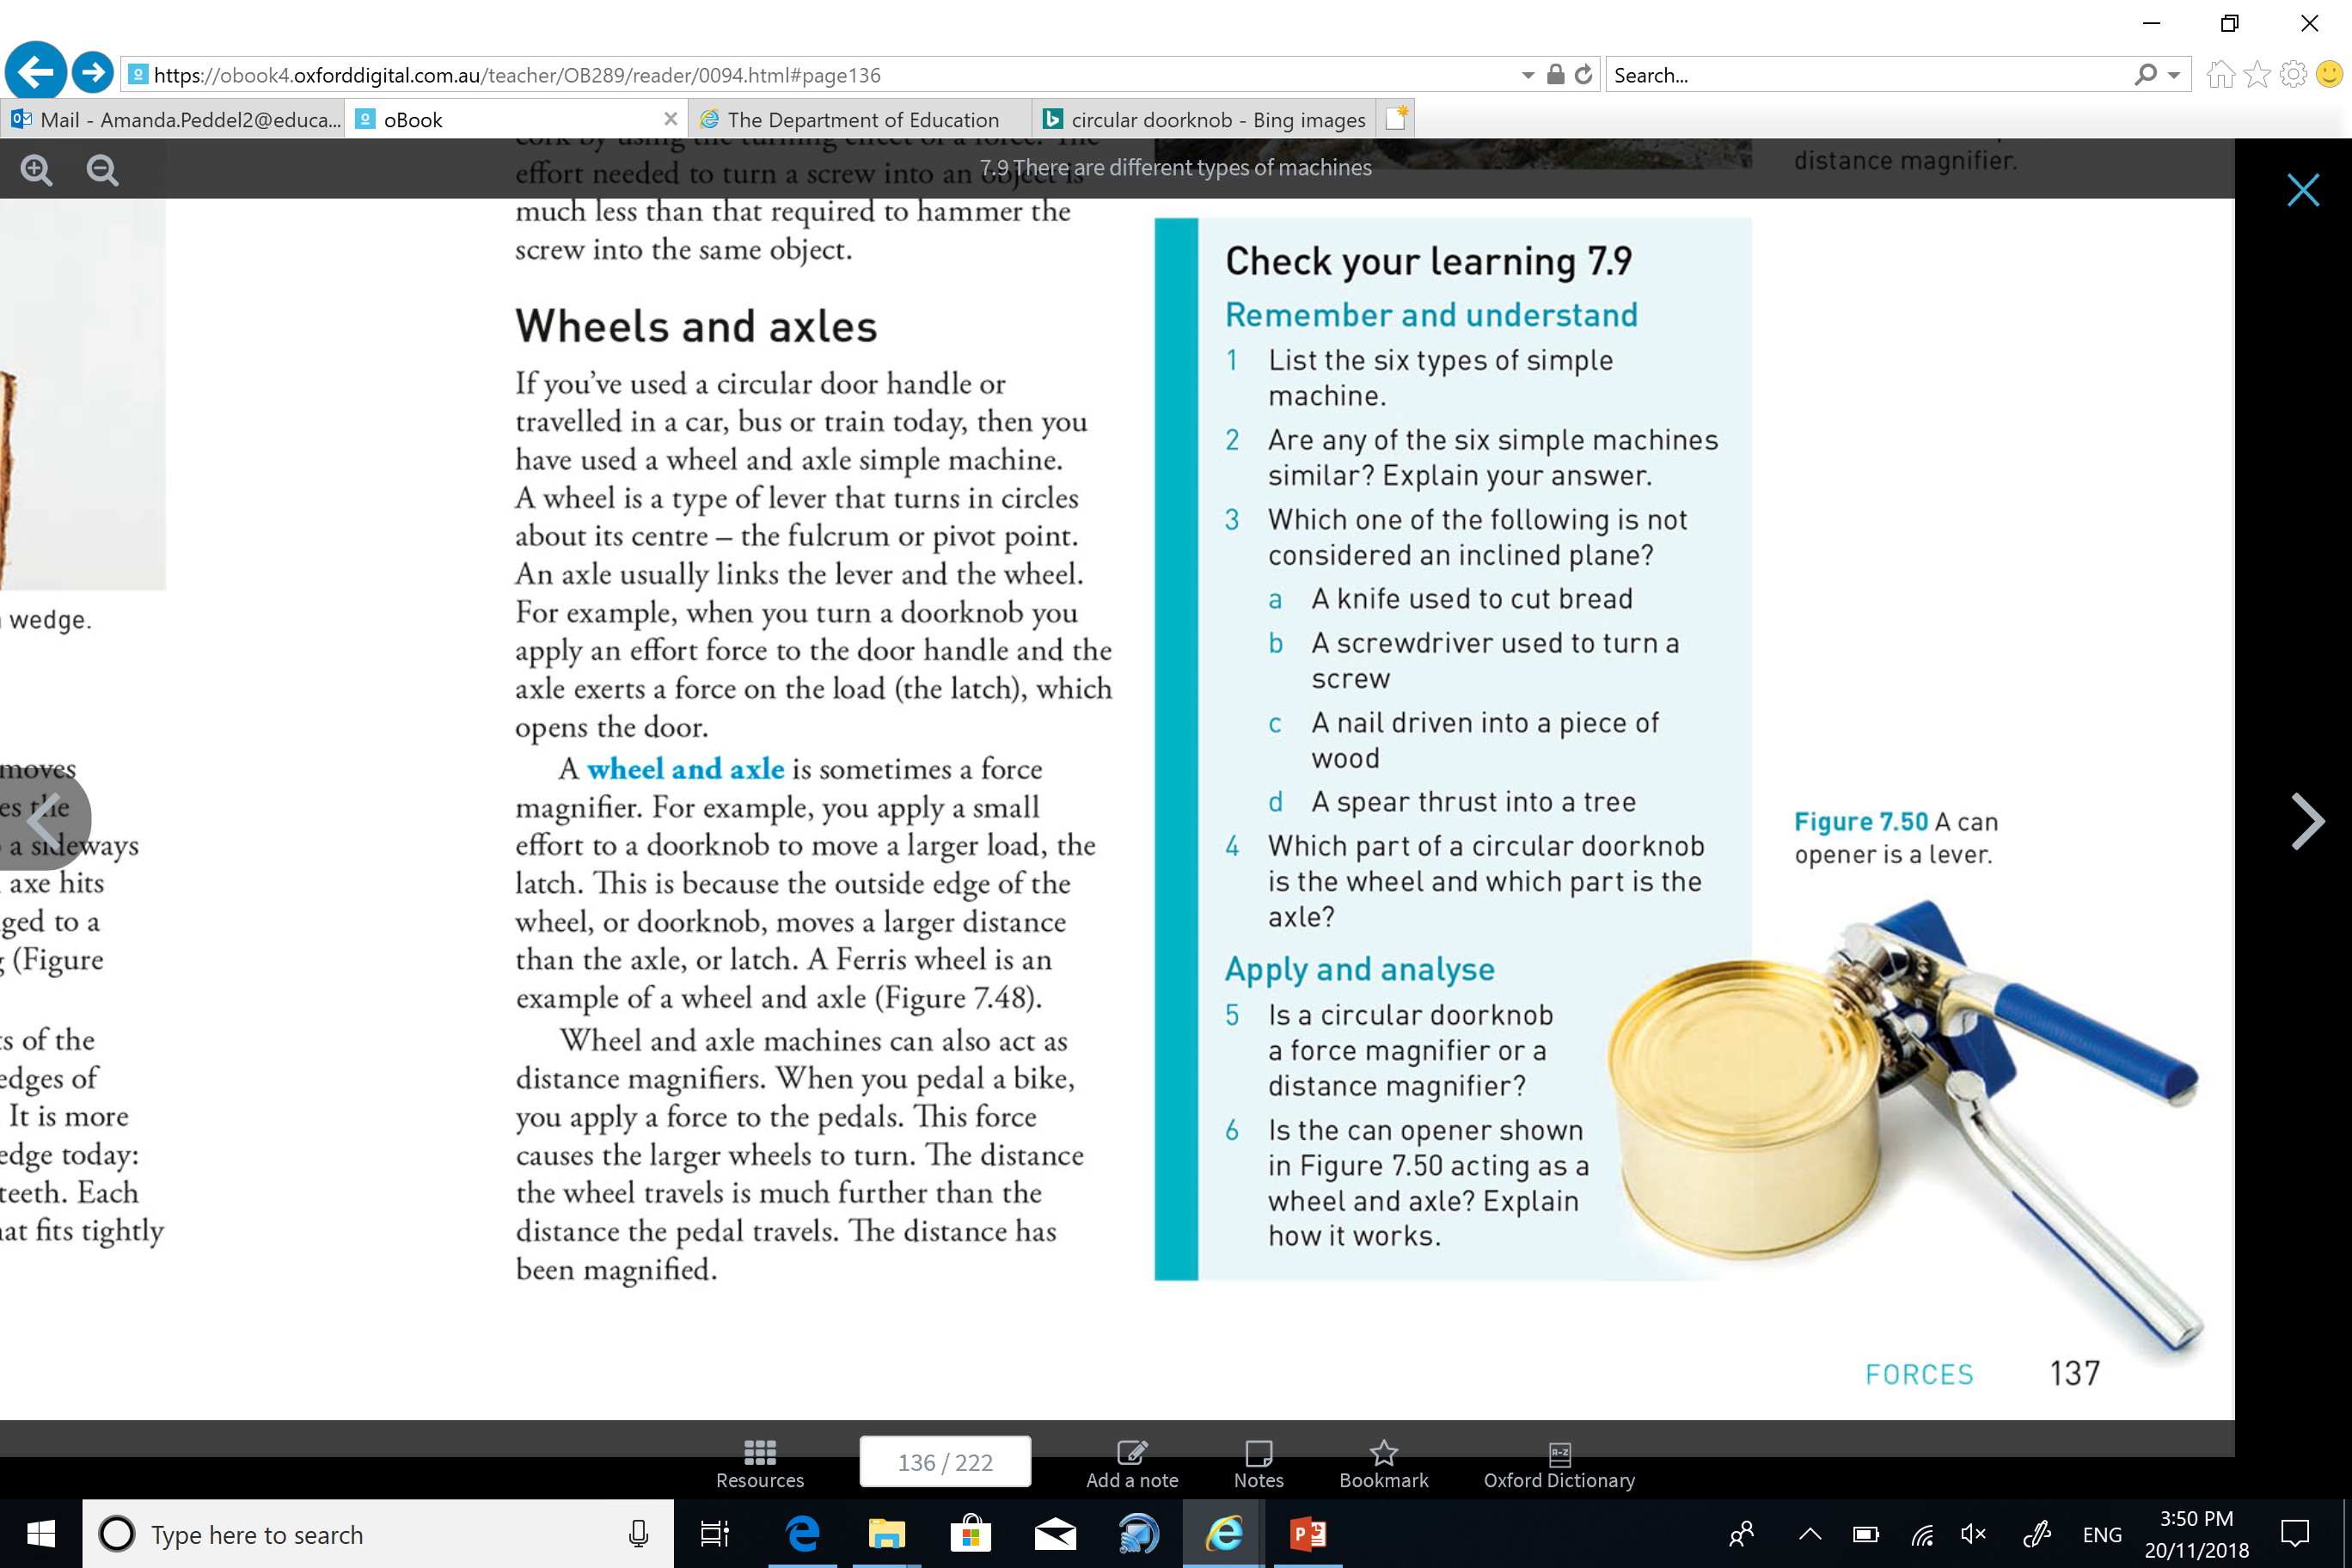 https://obook4.oxforddigital.com.au/teacher/OB289/reader/0094.html#page136
Search...
Mail - Amanda.Peddel2@educa...
oBook
The Department of Education
circular doorknob - Bing images
7.9 There are different types of machines
effort needed to turn a screw into an object is
much less than that required to hammer the
screw into the same object.
Wheels and axles
If you've used a circular door handle or
travelled in a car, bus or train today, then you
have used a wheel and axle simple machine.
A wheel is a type of lever that turns in circles
about its centre – the fulcrum or pivot point.
An axle usually links the lever and the wheel.
For example, when you turn a doorknob you
apply an effort force to the door handle and the
axle exerts a force on the load (the latch), which
opens the door.
A wheel and axle is sometimes a force
magnifier. For example, you apply a small
effort to a doorknob to move a larger load, the
latch. This is because the outside edge of the
wheel, or doorknob, moves a larger distance
than the axle, or latch. A Ferris wheel is an
example of a wheel and axle (Figure 7.48).
Wheel and axle machines can also act as
distance magnifiers. When you pedal a bike,
you apply a force to the pedals. This force
causes the larger wheels to turn. The distance
the wheel travels is much further than the
distance the pedal travels. The distance has
been magnified.
wedge.
moves
es the
a sideways
axe hits
ged to a
(Figure
s of the
edges of
It is more
edge today:
teeth. Each
at fits tightly
distance magnifier.
Check your learning 7.9
Remember and understand
1 List the six types of simple
machine.
2 Are any of the six simple machines
similar? Explain your answer.
3 Which one of the following is not
considered an inclined plane?
a A knife used to cut bread
b A screwdriver used to turn a
screw
c A nail driven into a piece of
wood
d A spear thrust into a tree
4 Which part of a circular doorknob
is the wheel and which part is the
axle?
Apply and analyse
5 Is a circular doorknob
a force magnifier or a
distance magnifier?
6 Is the can opener shown
in Figure 7.50 acting as a
wheel and axle? Explain
how it works.
Figure 7.50 A can
opener is a lever.
FORCES 137
Resources
136 / 222
Add a note
Notes
Bookmark
A-Z
Oxford Dictionary
Type here to search
ENG
3:50 PM
20/11/2018